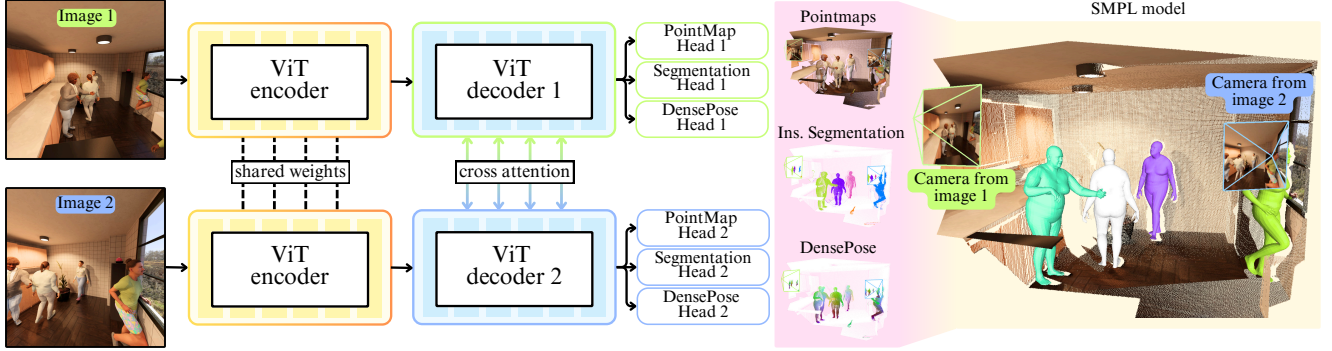 Image 1
ViT
encoder
ViT
decoder 1
PointMap
Head 1
Segmentation
Head 1
DensePose
Head 1
shared weights
cross attention
Image 2
ViT
encoder
ViT
decoder 2
PointMap
Head 2
Segmentation
Head 2
DensePose
Head 2
Pointmaps
Ins. Segmentation
DensePose
SMPL model
Camera from
image 1
Camera from
image 2